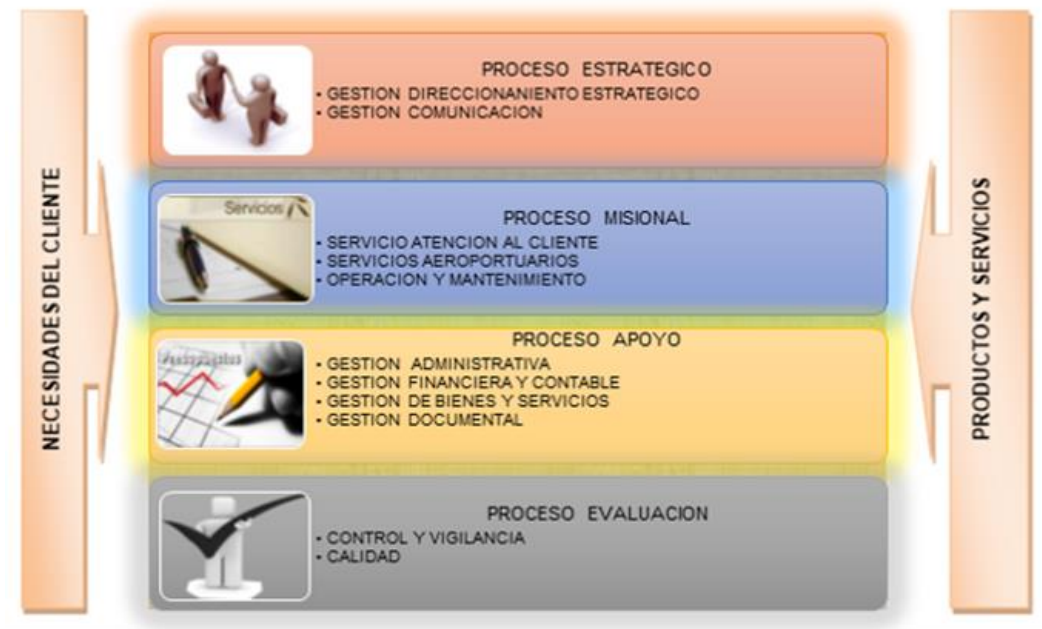 NECESIDADES DEL CLIENTE
PROCESO ESTRATEGICO
• GESTION DIRECCIONANIENTO ESTRATEGICO
• GESTION COMUNICACION
Servicios
PROCESO MISIONAL
• SERVICIO ATENCION AL CLIENTE
• SERVICIOS AEROPORTUARIOS
• OPERACION Y MANTENIMIENTO
PROCESO APOYO
• GESTION ADMINISTRATIVA
• GESTION FINANCIERA Y CONTABLE
• GESTION DE BIENES Y SERVICIOS
• GESTION DOCUMENTAL
PROCESO EVALUACION
• CONTROL Y VIGILANCIA
• CALIDAD
PRODUCTOS Y SERVICIOS